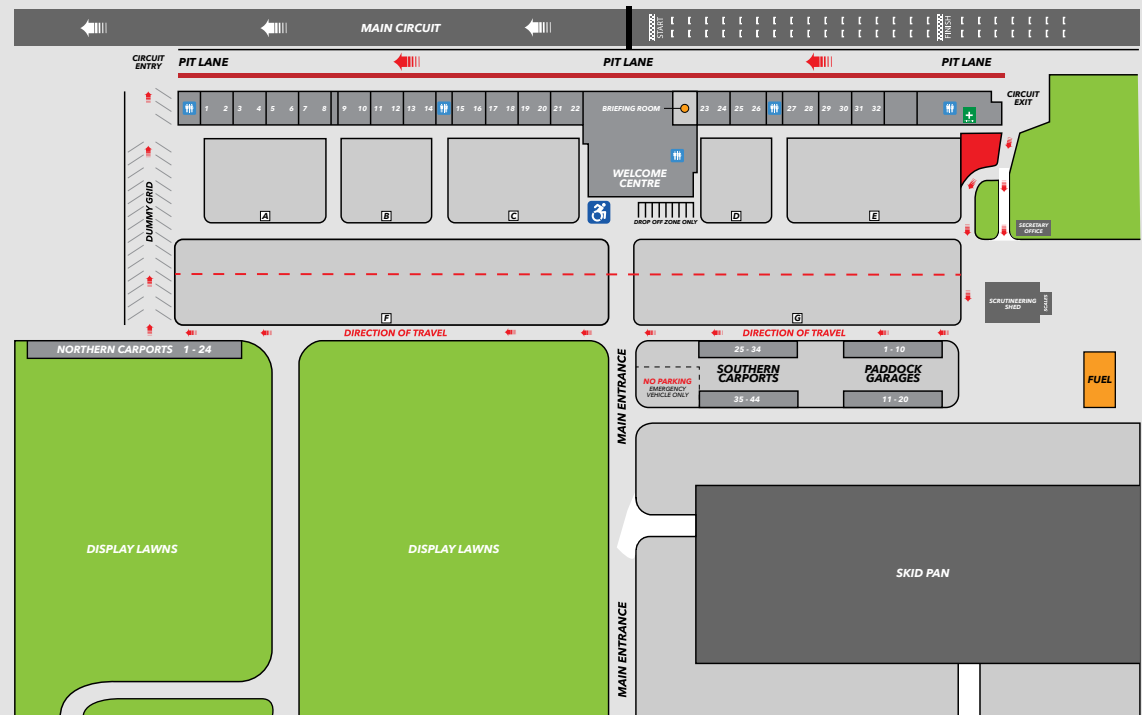 MAIN CIRCUIT
START
FINISH
CIRCUIT
ENTRY
PIT LANE
PIT LANE
PIT LANE
CIRCUIT
EXIT
1 2 3 4 5 6 7 8 9 10 11 12 13 14 15 16 17 18 19 20 21 22
BRIEFING ROOM
23 24 25 26 27 28 29 30 31 32
WELCOME
CENTRE
DUMMY GRID
A
B
C
DROP OFF ZONE ONLY
D
E
SECRETARY
OFFICE
SCRUTINEERING
SHED
SCALES
F
G
DIRECTION OF TRAVEL
DIRECTION OF TRAVEL
NORTHERN CARPORTS 1 - 24
25 - 34
1 - 10
SOUTHERN
CARPORTS
PADDOCK
GARAGES
NO PARKING
EMERGENCY
VEHICLE ONLY
35 - 44
11 - 20
FUEL
MAIN ENTRANCE
DISPLAY LAWNS
DISPLAY LAWNS
SKID PAN
MAIN ENTRANCE